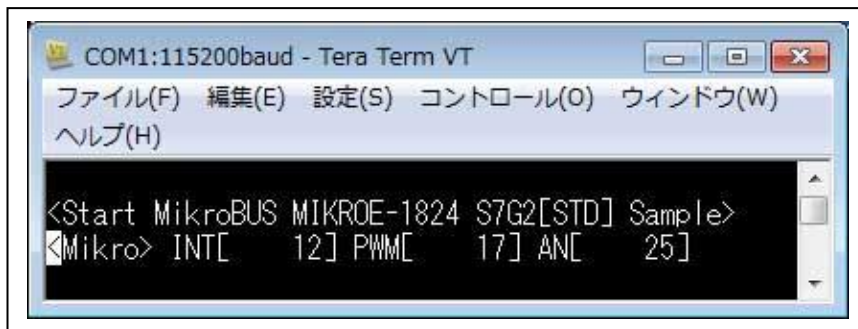 COM1:115200baud - Tera Term VT
ファイル(F) 編集(E) 設定(S) コントロール(O) ウィンドウ(W)
ヘルプ(H)
<Start MikroBUS MIKROE-1824 S7G2[STD] Sample>
<Mikro> INT[    12] PWM[    17] AN[    25]